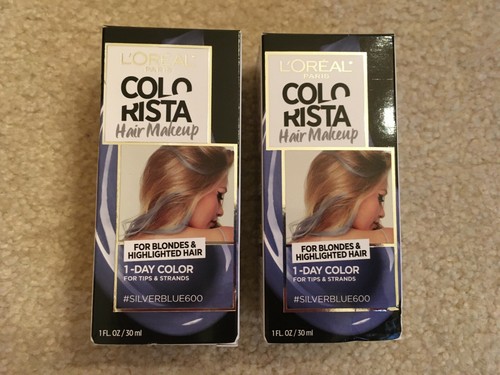 L'ORÉAL
PARIS
COLO
RISTA
Hair Makeup
FOR BLONDES &
HIGHLIGHTED HAIR
1-DAY COLOR
FOR TIPS & STRANDS
#SILVERBLUE600
1 FL. OZ / 30 ml
L'ORÉAL
PARIS
COLO
RISTA
Hair Makeup
FOR BLONDES &
HIGHLIGHTED HAIR
1-DAY COLOR
FOR TIPS & STRANDS
#SILVERBLUE600
1 FL. OZ / 30 ml